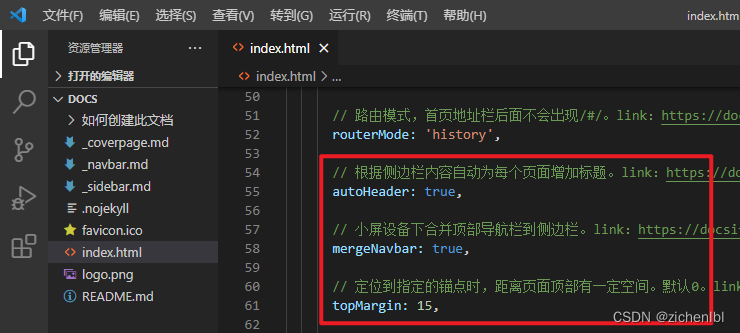 文件(F) 编辑(E) 选择(S) 查看(V) 转到(G) 运行(R) 终端(T) 帮助(H) index.htm
资源管理器
打开的编辑器
DOCS
如何创建此文档
_coverpage.md
_navbar.md
_sidebar.md
.nojekyll
favicon.ico
index.html
logo.png
README.md
index.html
index.html > ...
50
51 // 路由模式，首页地址栏后面不会出现/#/。link：https://doc
52 routerMode: 'history',
53
54 // 根据侧边栏内容自动为每个页面增加标题。link：https://d
55 autoHeader: true,
56
57 // 小屏设备下合并顶部导航栏到侧边栏。link：https://docsi
58 mergeNavbar: true,
59
60 // 定位到指定的锚点时，距离页面顶部有一定空间。默认0。lin
61 topMargin: 15,
62
CSDN @zichenlbl